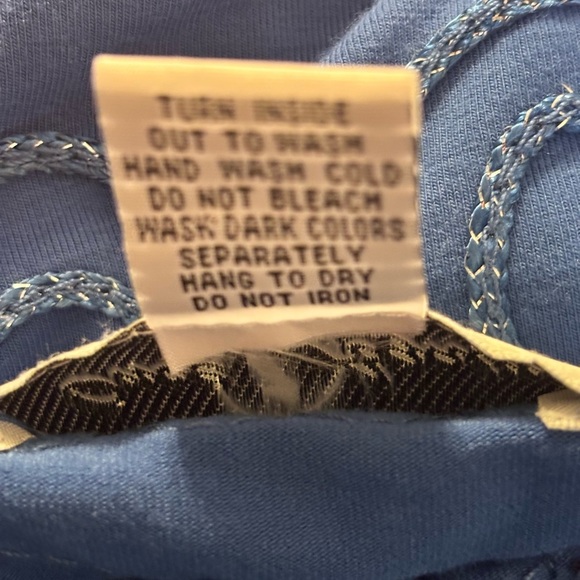 TURN INSIDE
OUT TO WASH
HAND WASH COLD
DO NOT BLEACH
WASK DARK COLORS
SEPARATELY
HANG TO DRY
DO NOT IRON